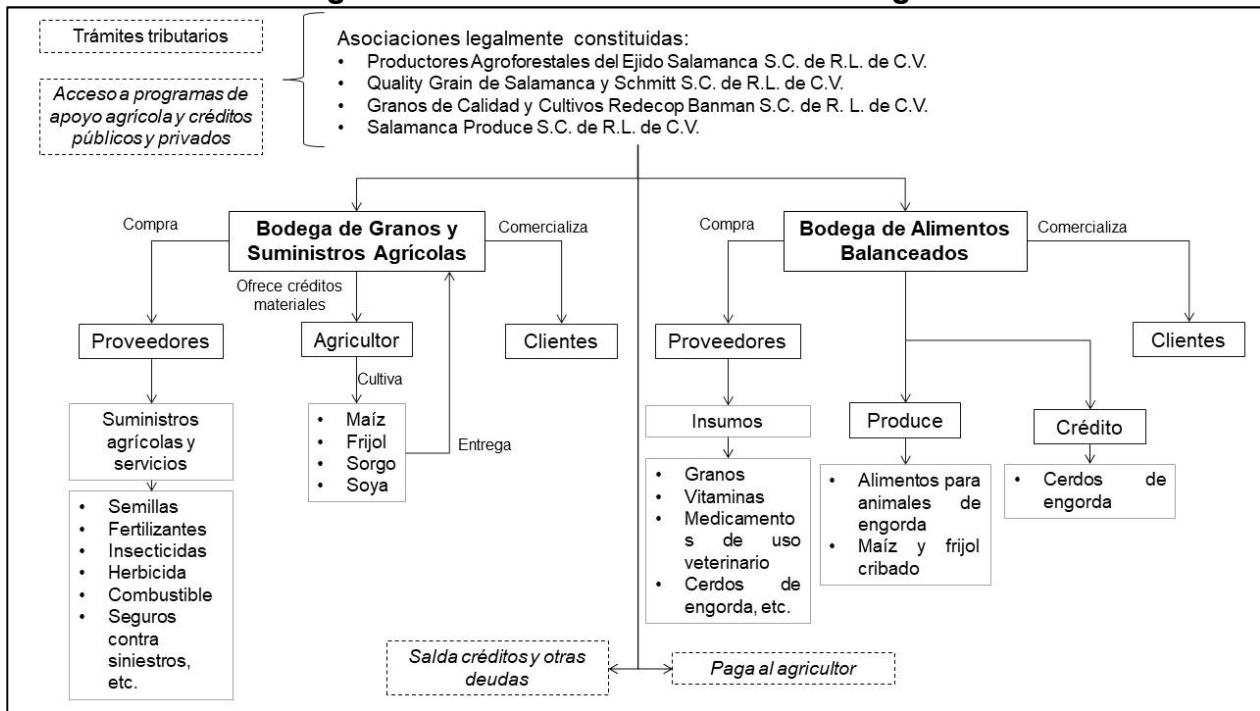 Trámites tributarios
Acceso a programas de
apoyo agrícola y créditos
públicos y privados
Asociaciones legalmente constituidas:
• Productores Agroforestales del Ejido Salamanca S.C. de R.L. de C.V.
• Quality Grain de Salamanca y Schmitt S.C. de R.L. de C.V.
• Granos de Calidad y Cultivos Redecop Banman S.C. de R. L. de C.V.
• Salamanca Produce S.C. de R.L. de C.V.
Compra
Bodega de Granos y
Suministros Agrícolas
Comercializa
Ofrece créditos
materiales
Proveedores
Agricultor
Clientes
Cultiva
Suministros
agrícolas y
servicios
• Maíz
• Frijol
• Sorgo
• Soya
Entrega
• Semillas
• Fertilizantes
• Insecticidas
• Herbicida
• Combustible
• Seguros
contra
siniestros,
etc.
Compra
Bodega de Alimentos
Balanceados
Comercializa
Proveedores
Clientes
Insumos
Produce
Crédito
• Granos
• Vitaminas
• Medicamento
s de uso
veterinario
• Cerdos de
engorda, etc.
• Alimentos para
animales de
engorda
• Maíz y frijol
cribado
• Cerdos de
engorda
Salda créditos y otras
deudas
Paga al agricultor